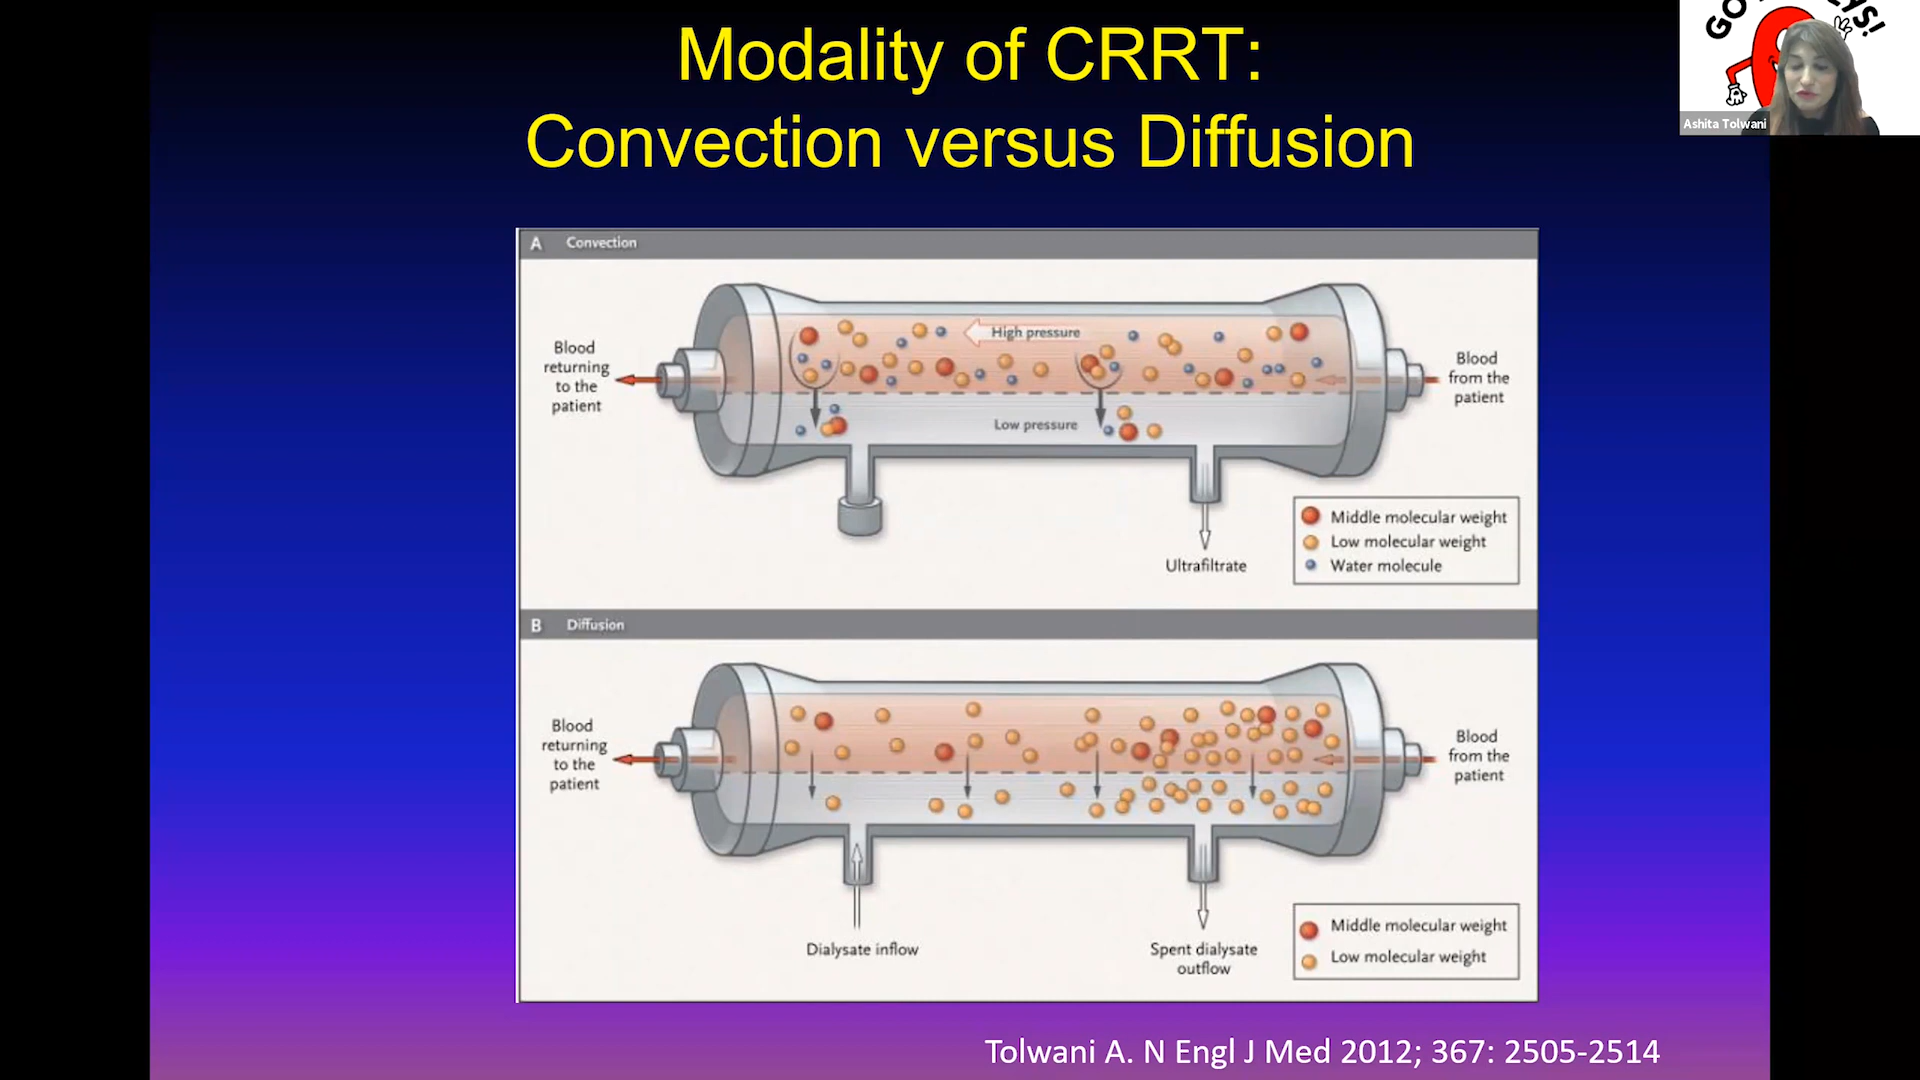 Modality of CRRT:
Convection versus Diffusion
Ashita Tolwani
A Convection
High pressure
Blood
returning
to the
patient
Blood
from the
patient
Low pressure
Ultrafiltrate
Middle molecular weight
Low molecular weight
Water molecule
B Diffusion
Blood
returning
to the
patient
Blood
from the
patient
Dialysate inflow
Spent dialysate
outflow
Middle molecular weight
Low molecular weight
Tolwani A. N Engl J Med 2012; 367: 2505-2514